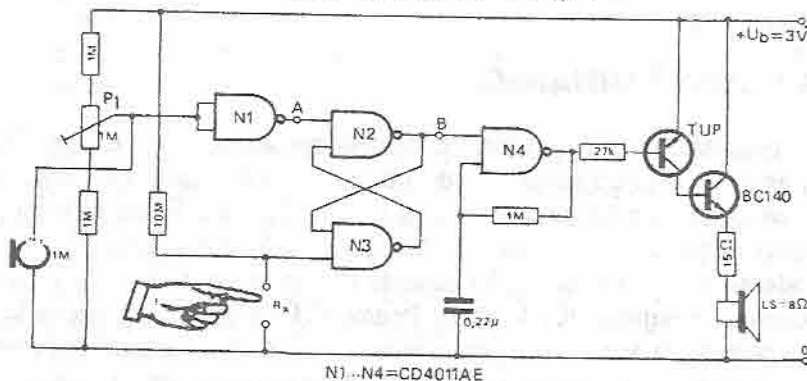 1M
P1
1M
1M
1M
10M
N1
A
N2
N3
Rx
B
N4
27k
1M
0,22µ
+Ub=3V
TUP
BC140
15Ω
LS=8Ω
0
N1...N4=CD4011AE